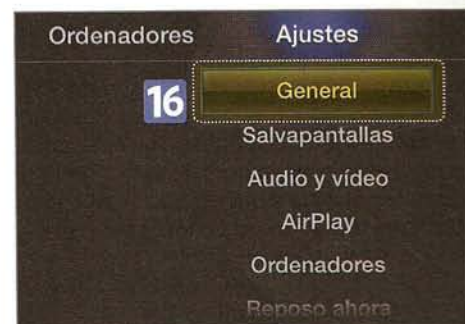 Ordenadores Ajustes
16 General
Salvapantallas
Audio y vídeo
AirPlay
Ordenadores
Reposo ahora